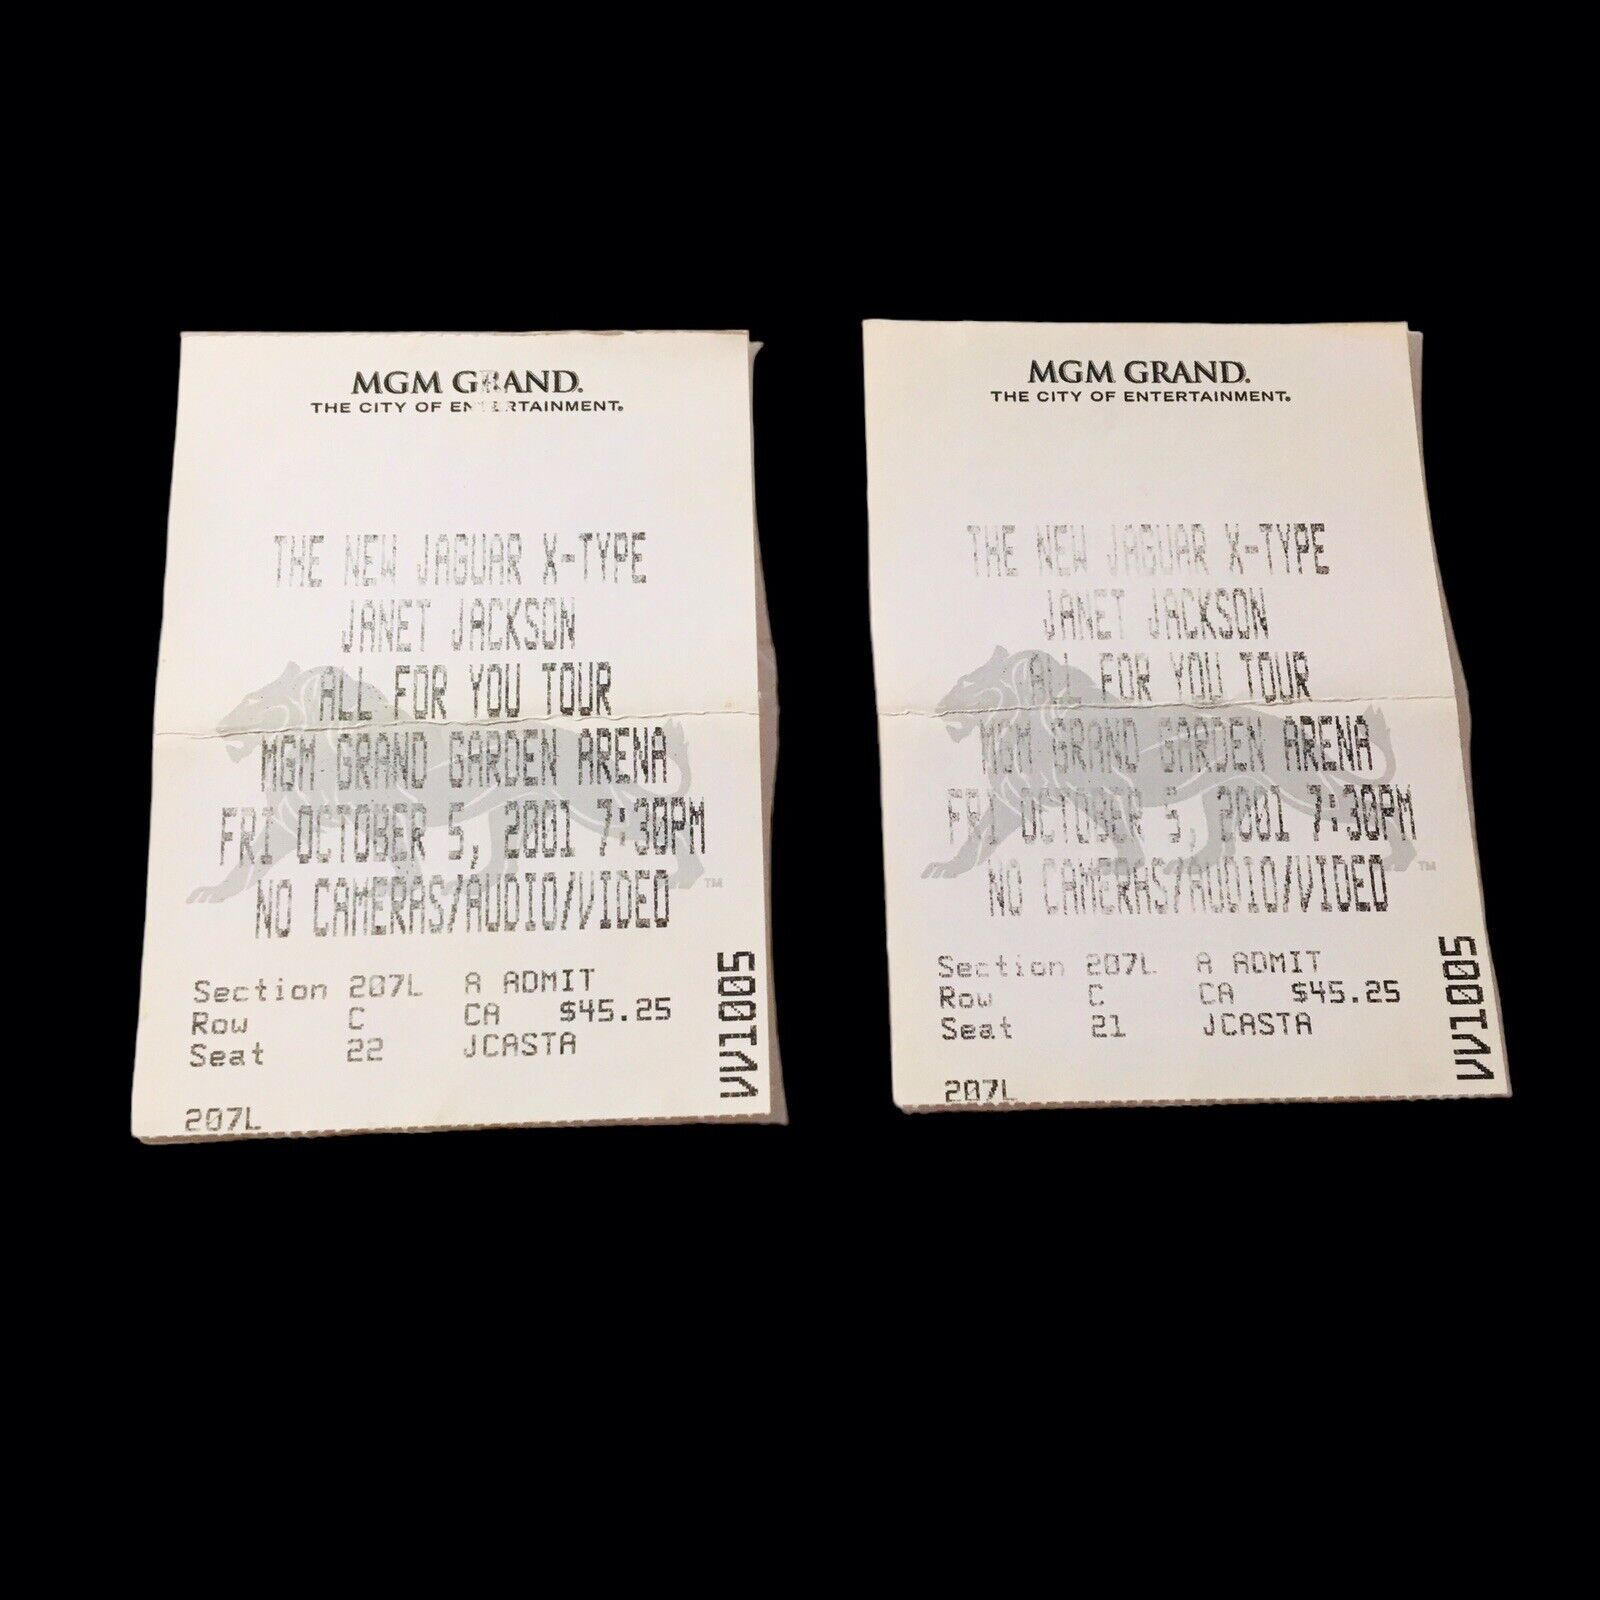 MGM GRAND.
THE CITY OF ENTERTAINMENT®
THE NEW JAGUAR X-TYPE
JANET JACKSON
ALL FOR YOU TOUR
MGM GRAND GARDEN ARENA
FRI OCTOBER 5, 2001 7:30PM
NO CAMERAS/AUDIO/VIDEO
™
Section 207L A ADMIT
Row C CA $45.25
Seat 22 JCASTA
207L
VV1005
MGM GRAND.
THE CITY OF ENTERTAINMENT®
THE NEW JAGUAR X-TYPE
JANET JACKSON
ALL FOR YOU TOUR
MGM GRAND GARDEN ARENA
FRI OCTOBER 5, 2001 7:30PM
NO CAMERAS/AUDIO/VIDEO
™
Section 207L A ADMIT
Row C CA $45.25
Seat 21 JCASTA
207L
VV1005